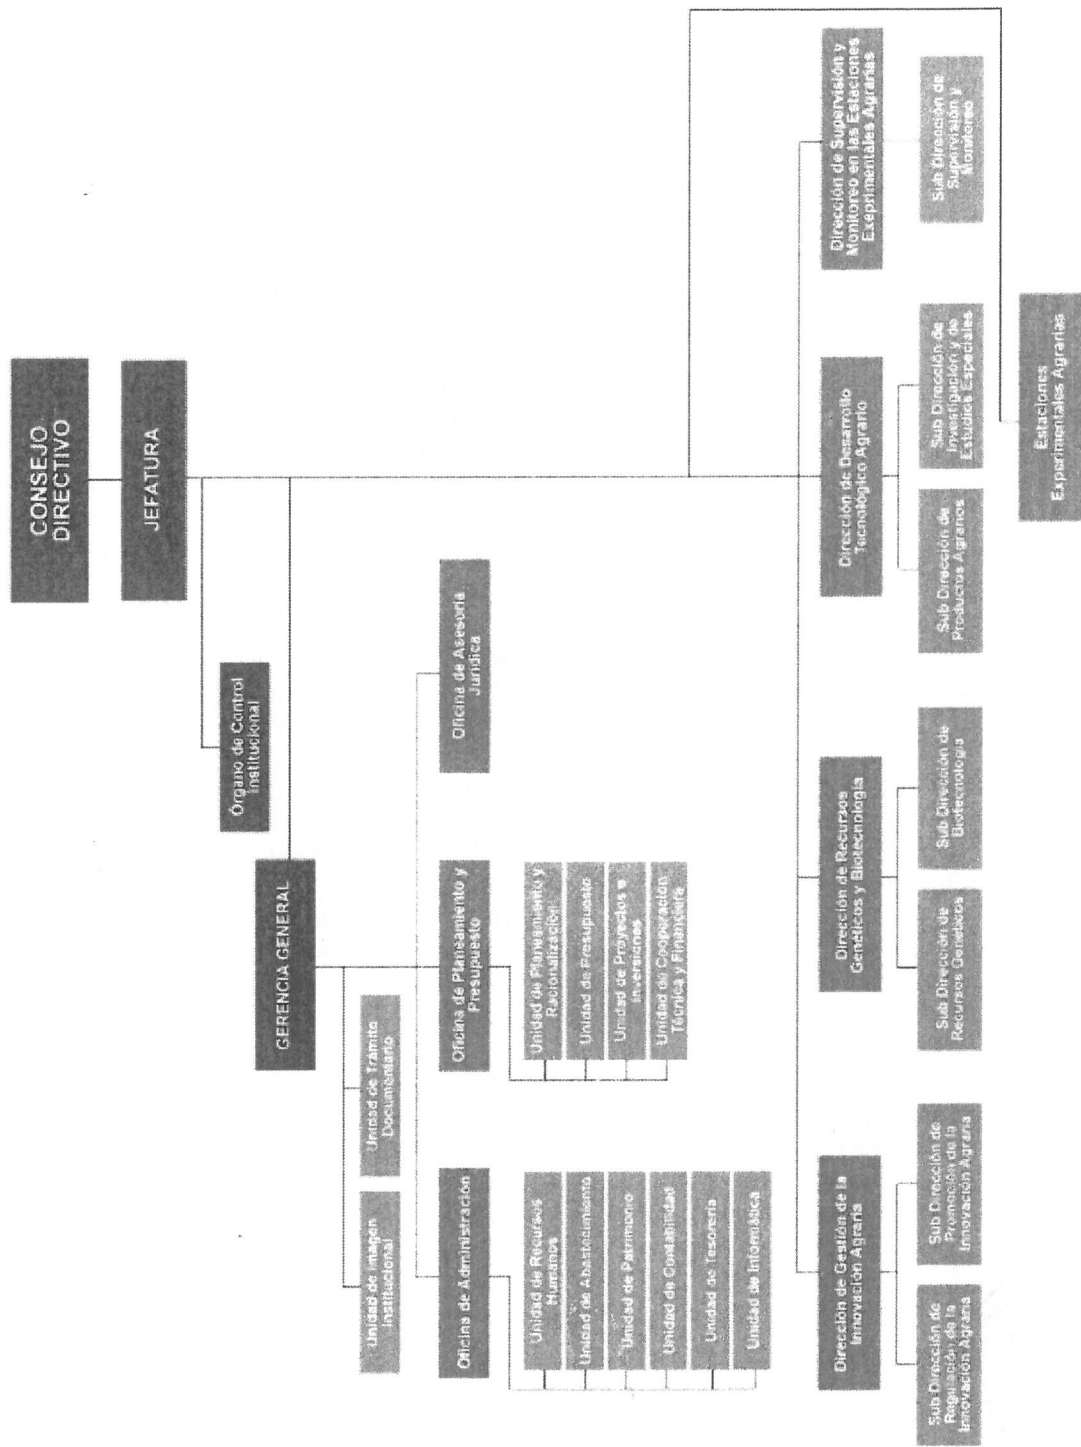 CONSEJO
DIRECTIVO
JEFATURA
Órgano de Control
Institucional
GERENCIA GENERAL
Unidad de Imagen
Institucional
Unidad de Trámite
Documentario
Oficina de Administración
Oficina de Planeamiento y
Presupuesto
Oficina de Asesoría
Jurídica
Unidad de Recursos
Humanos
Unidad de Abastecimiento
Unidad de Patrimonio
Unidad de Contabilidad
Unidad de Tesorería
Unidad de Informática
Unidad de Planeamiento y
Racionalización
Unidad de Presupuesto
Unidad de Proyectos e
Inversiones
Unidad de Cooperación
Técnica y Financiera
Dirección de Gestión de la
Innovación Agraria
Dirección de Recursos
Genéticos y Biotecnología
Dirección de Desarrollo
Tecnológico Agrario
Dirección de Supervisión y
Monitoreo en las Estaciones
Exeprimentales Agrarias
Sub Dirección de
Regulación de la
Innovación Agraria
Sub Dirección de
Promoción de la
Innovación Agraria
Sub Dirección de
Recursos Genéticos
Sub Dirección de
Biotecnología
Sub Dirección de
Productos Agrarios
Sub Dirección de
Investigación y de
Estudios Especiales
Sub Dirección de
Supervisión y
Monitoreo
Estaciones
Experimentales Agrarias